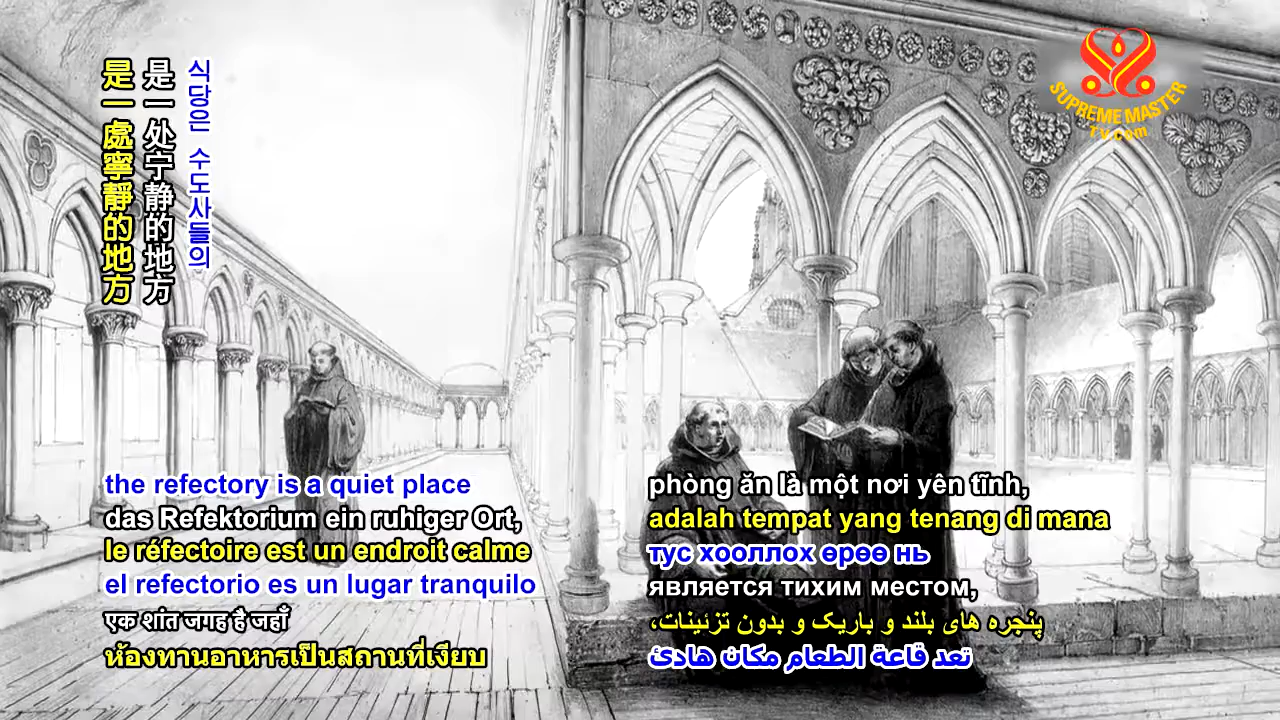 식당은 수도사들의
是一处宁静的地方
是一處寧靜的地方
SUPREME MASTER
TV.com
the refectory is a quiet place
das Refektorium ein ruhiger Ort,
le réfectoire est un endroit calme
el refectorio es un lugar tranquilo
एक शांत जगह है जहाँ
ห้องทานอาหารเป็นสถานที่เงียบ
phòng ăn là một nơi yên tĩnh,
adalah tempat yang tenang di mana
тус хооллох өрөө нь
является тихим местом,
پنجره های بلند و باریک و بدون تزئینات،
تعد قاعة الطعام مكان هادئ